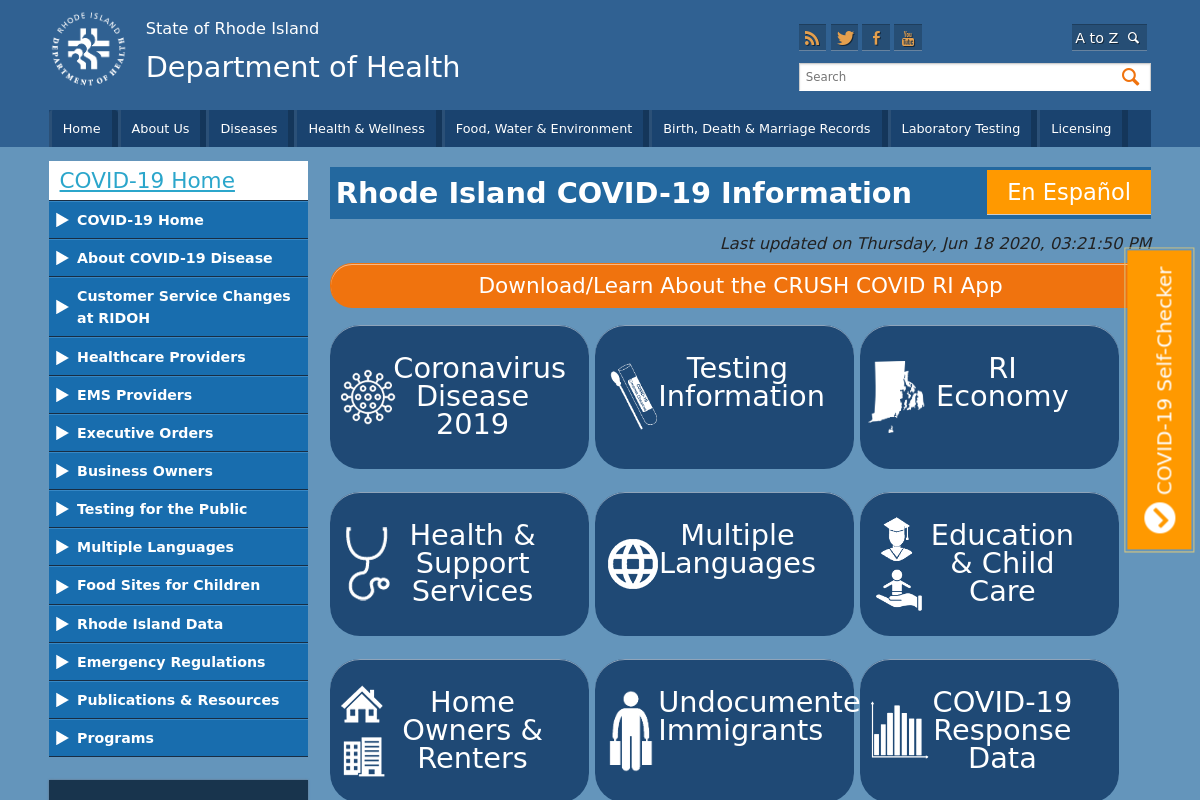 RHODE ISLAND
DEPARTMENT OF HEALTH
State of Rhode Island
Department of Health
You
Tube
A to Z
Search
Home
About Us
Diseases
Health & Wellness
Food, Water & Environment
Birth, Death & Marriage Records
Laboratory Testing
Licensing
COVID-19 Home
COVID-19 Home
About COVID-19 Disease
Customer Service Changes
at RIDOH
Healthcare Providers
EMS Providers
Executive Orders
Business Owners
Testing for the Public
Multiple Languages
Food Sites for Children
Rhode Island Data
Emergency Regulations
Publications & Resources
Programs
Rhode Island COVID-19 Information
En Español
Last updated on Thursday, Jun 18 2020, 03:21:50 PM
Download/Learn About the CRUSH COVID RI App
Coronavirus
Disease
2019
Testing
Information
RI
Economy
Health &
Support
Services
Multiple
Languages
Education
& Child
Care
Home
Owners &
Renters
Undocumente
Immigrants
COVID-19
Response
Data
COVID-19 Self-Checker